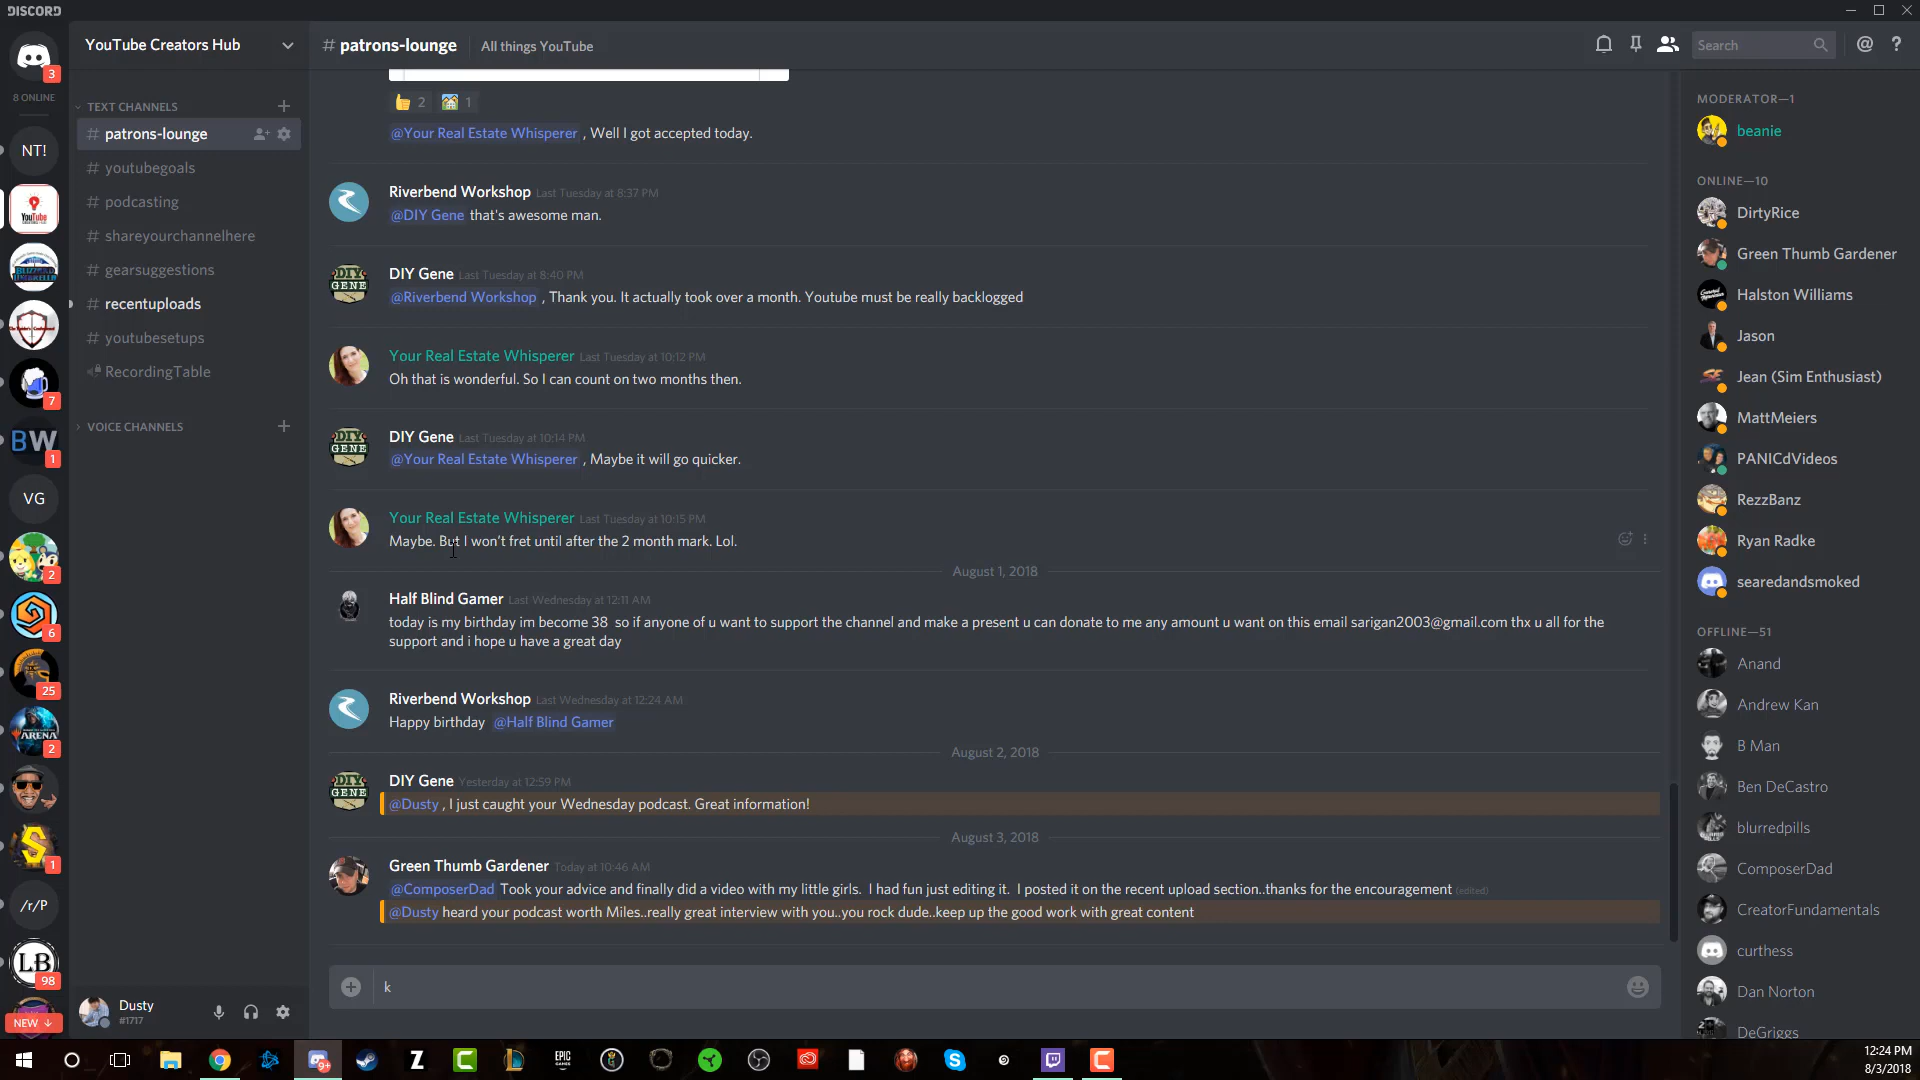 DISCORD
YouTube Creators Hub
# patrons-lounge
All things YouTube
Search
3
8 ONLINE
NT!
YouTube
7
BW
1
VG
2
6
25
ARENA
2
S
1
/r/P
LB
98
NEW ↓
TEXT CHANNELS
# patrons-lounge
# youtubegoals
# podcasting
# shareyourchannelhere
# gearsuggestions
# recentuploads
# youtubesetups
RecordingTable
VOICE CHANNELS
Dusty
#1717
2 1
@Your Real Estate Whisperer , Well I got accepted today.
Riverbend Workshop Last Tuesday at 8:37 PM
@DIY Gene that's awesome man.
DIY Gene Last Tuesday at 8:40 PM
@Riverbend Workshop , Thank you. It actually took over a month. Youtube must be really backlogged
Your Real Estate Whisperer Last Tuesday at 10:12 PM
Oh that is wonderful. So I can count on two months then.
DIY Gene Last Tuesday at 10:14 PM
@Your Real Estate Whisperer , Maybe it will go quicker.
Your Real Estate Whisperer Last Tuesday at 10:15 PM
Maybe. But I won't fret until after the 2 month mark. Lol.
August 1, 2018
Half Blind Gamer Last Wednesday at 12:11 AM
today is my birthday im become 38 so if anyone of u want to support the channel and make a present u can donate to me any amount u want on this email sarigan2003@gmail.com thx u all for the
support and i hope u have a great day
Riverbend Workshop Last Wednesday at 12:24 AM
Happy birthday @Half Blind Gamer
August 2, 2018
DIY Gene Yesterday at 12:59 PM
@Dusty , I just caught your Wednesday podcast. Great information!
August 3, 2018
Green Thumb Gardener Today at 10:46 AM
@ComposerDad Took your advice and finally did a video with my little girls. I had fun just editing it. I posted it on the recent upload section..thanks for the encouragement (edited)
@Dusty heard your podcast worth Miles..really great interview with you..you rock dude..keep up the good work with great content
k
MODERATOR—1
beanie
ONLINE—10
DirtyRice
Green Thumb Gardener
Halston Williams
Jason
Jean (Sim Enthusiast)
MattMeiers
PANICdVideos
RezzBanz
Ryan Radke
searedandsmoked
OFFLINE—51
Anand
Andrew Kan
B Man
Ben DeCastro
blurredpills
ComposerDad
CreatorFundamentals
curthess
Dan Norton
DeGriggs
9+
Z
EPIC
GAMES
12:24 PM
8/3/2018